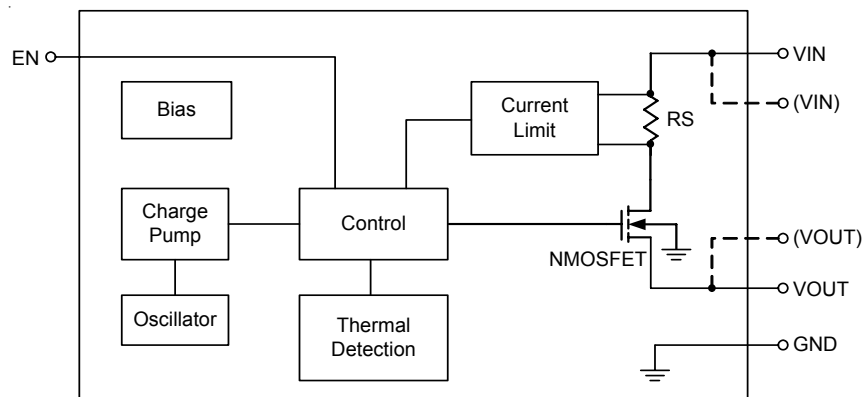 EN
VIN
(VIN)
Bias
Current
Limit
RS
Charge
Pump
Control
NMOSFET
(VOUT)
VOUT
Oscillator
Thermal
Detection
GND